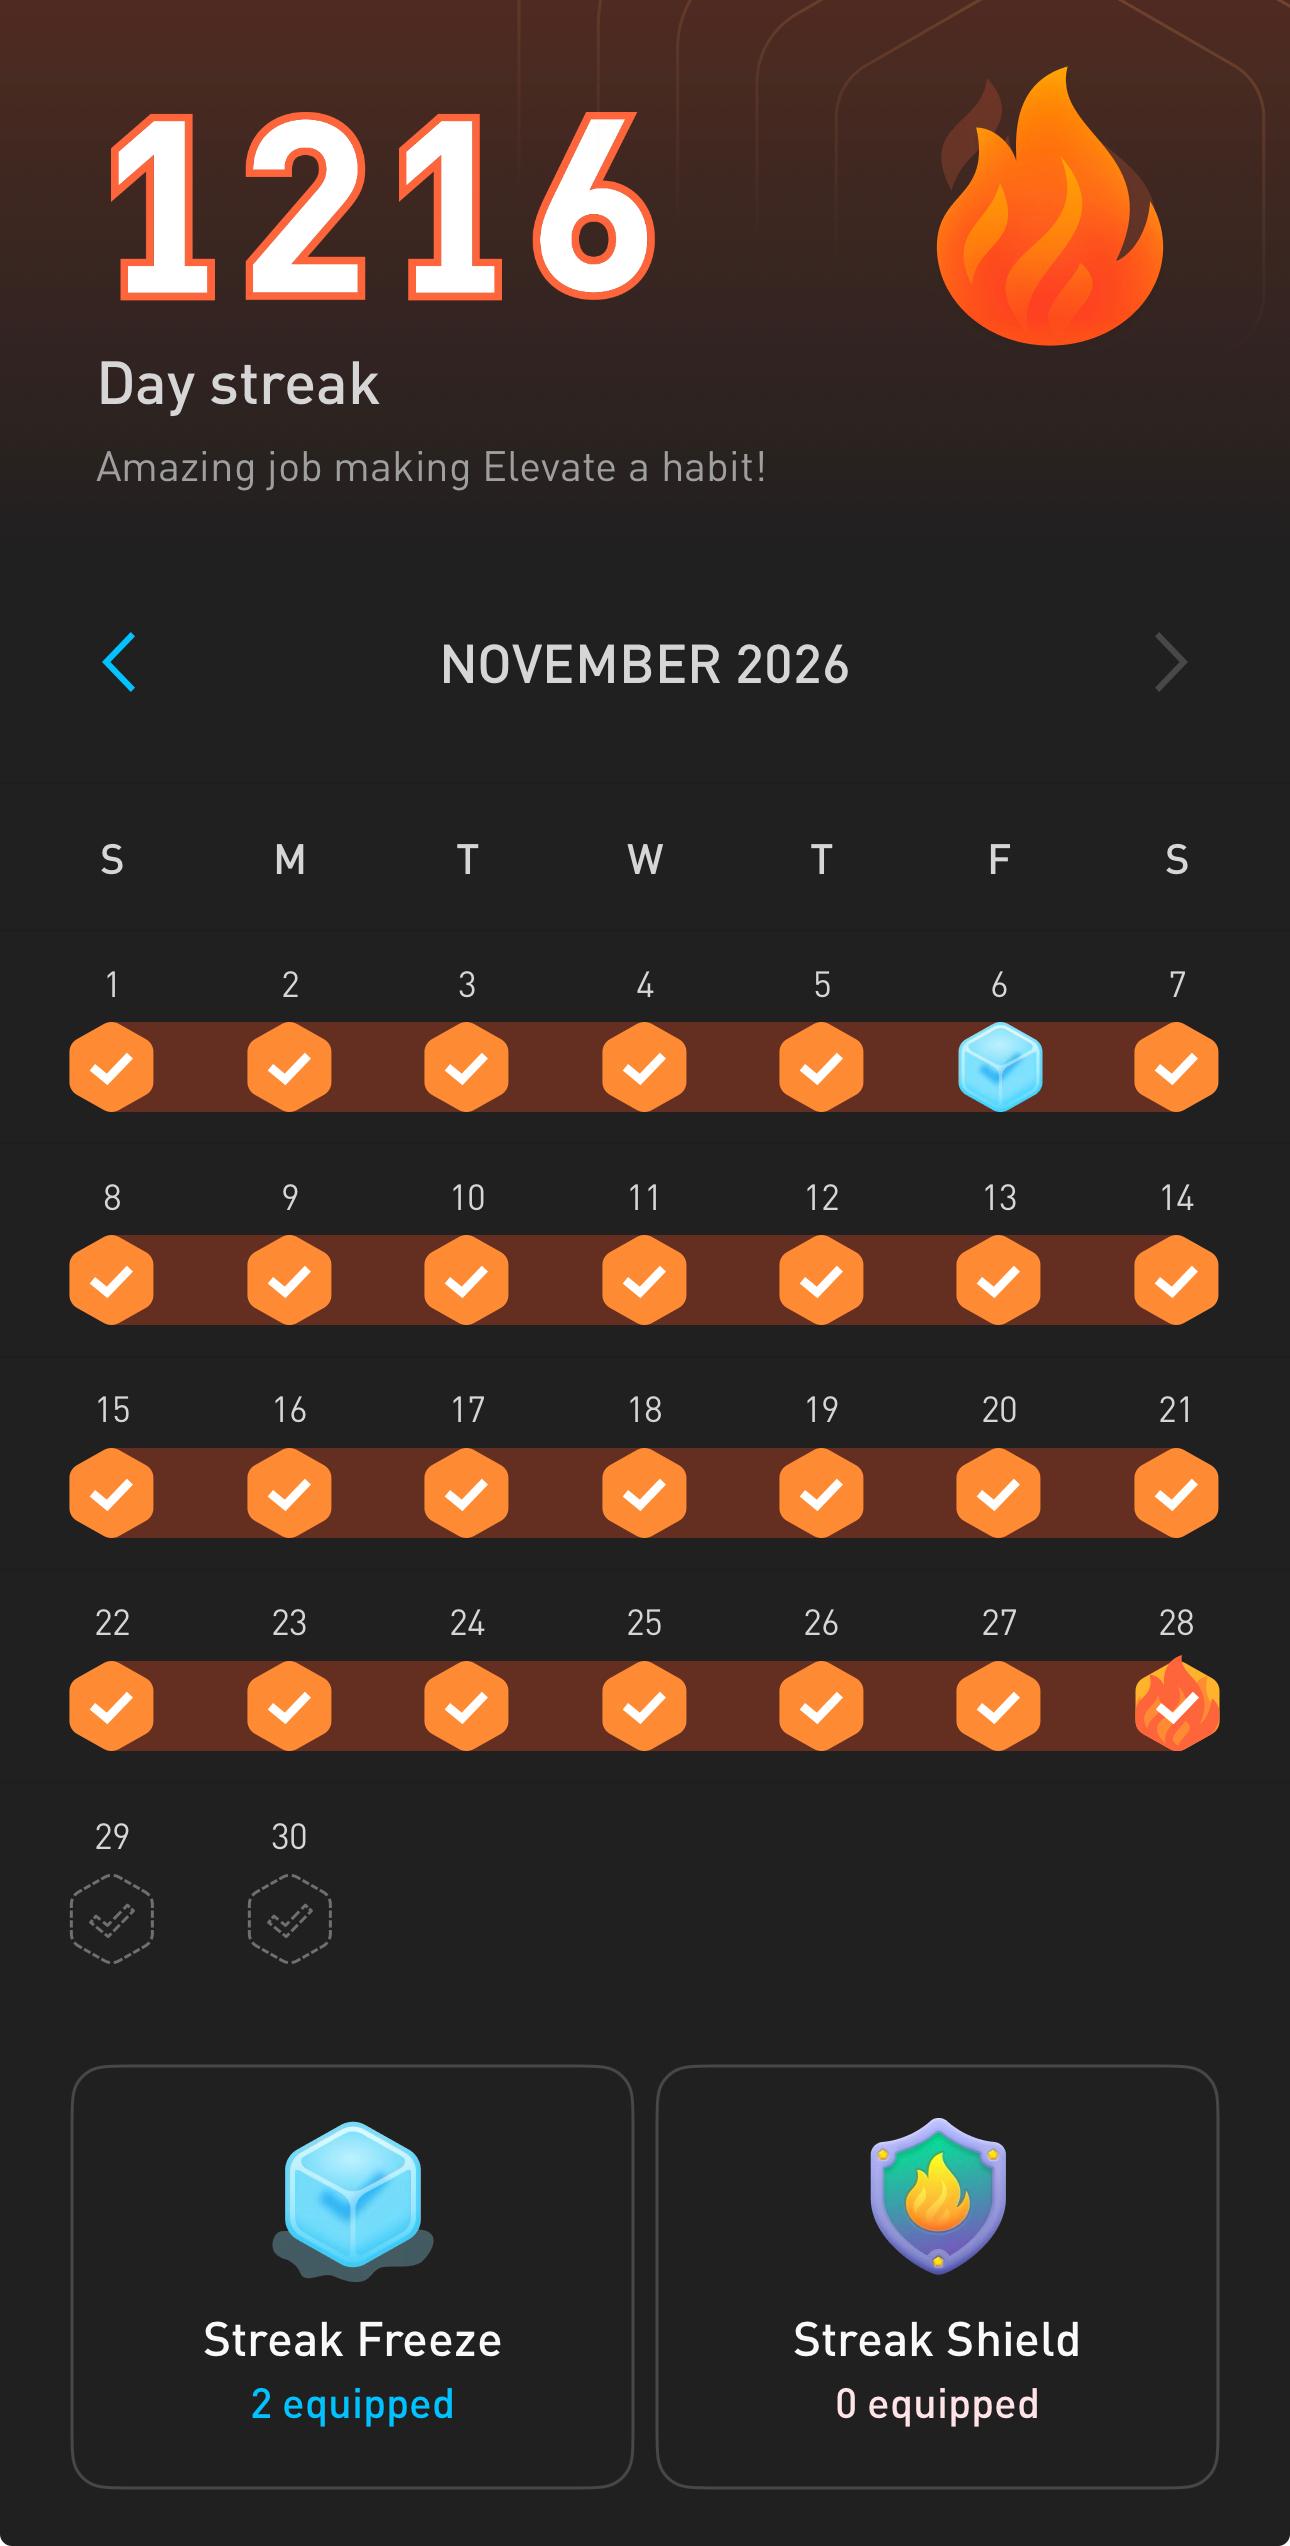 1216
Day streak
Amazing job making Elevate a habit!
NOVEMBER 2026
S M T W T F S
1 2 3 4 5 6 7
8 9 10 11 12 13 14
15 16 17 18 19 20 21
22 23 24 25 26 27 28
29 30
Streak Freeze
2 equipped
Streak Shield
0 equipped